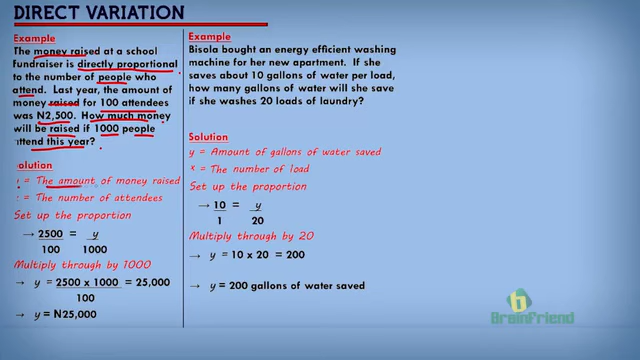 DIRECT VARIATION
Example
The money raised at a school
fundraiser is directly proportional
to the number of people who
attend. Last year, the amount of
money raised for 100 attendees
was N2,500. How much money
will be raised if 1000 people
attend this year?
Solution
= The amount of money raised
= The number of attendees
Set up the proportion
→ 2500 = y
100 1000
Multiply through by 1000
→ y = 2500 x 1000 = 25,000
100
→ y = N25,000
Example
Bisola bought an energy efficient washing
machine for her new apartment. If she
saves about 10 gallons of water per load,
how many gallons of water will she save
if she washes 20 loads of laundry?
Solution
y = Amount of gallons of water saved
x = The number of load
Set up the proportion
→ 10 = y
1 20
Multiply through by 20
→ y = 10 x 20 = 200
→ y = 200 gallons of water saved
b
BrainFriend